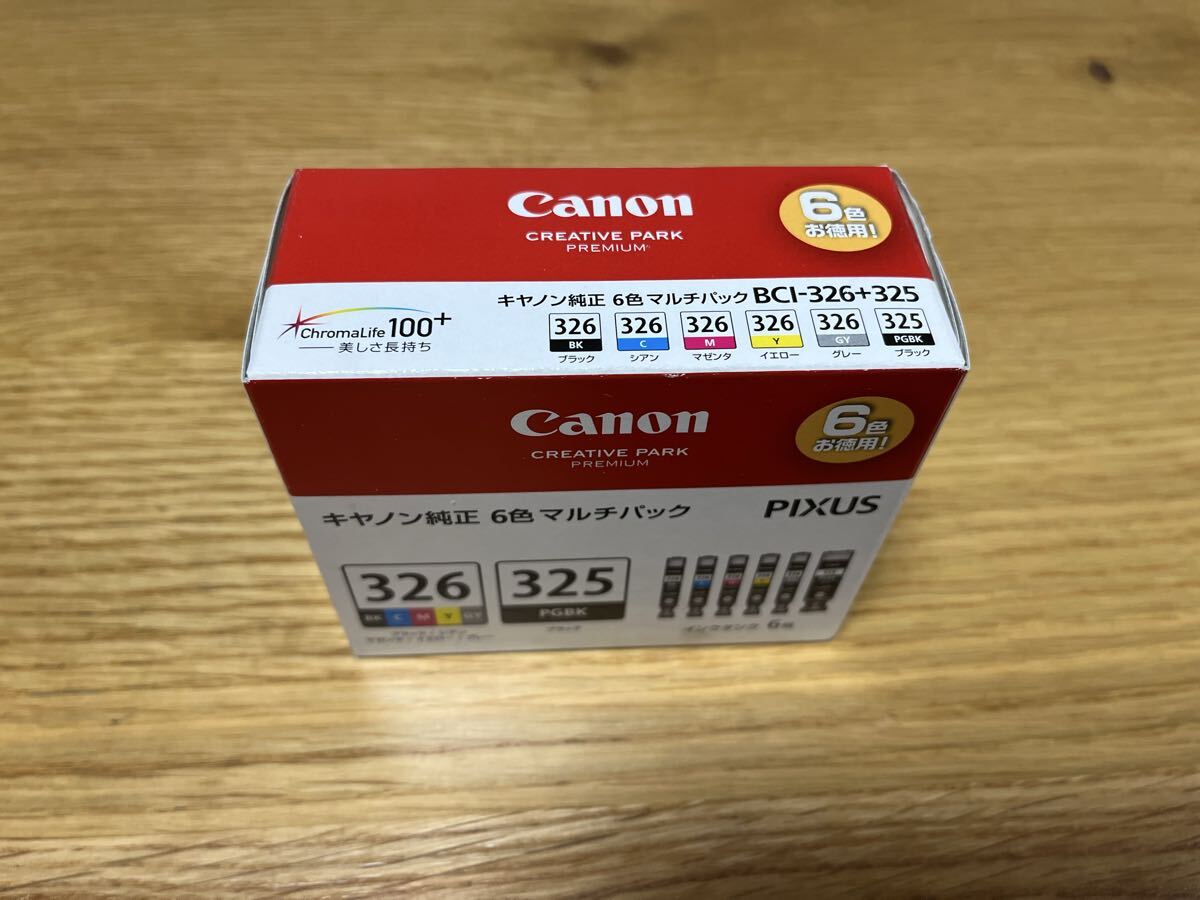 Canon
CREATIVE PARK
PREMIUM
6色
お徳用!
キヤノン純正 6色マルチパック BCI-326+325
ChromaLife 100+
美しさ長持ち
326 326 326 326 326 325
BK C M Y GY PGBK
ブラック シアン マゼンタ イエロー グレー ブラック
Canon
CREATIVE PARK
PREMIUM
6色
お徳用!
キヤノン純正 6色マルチパック
PIXUS
326
BK C M Y GY
325
PGBK
ブラック
インクタンク 6個